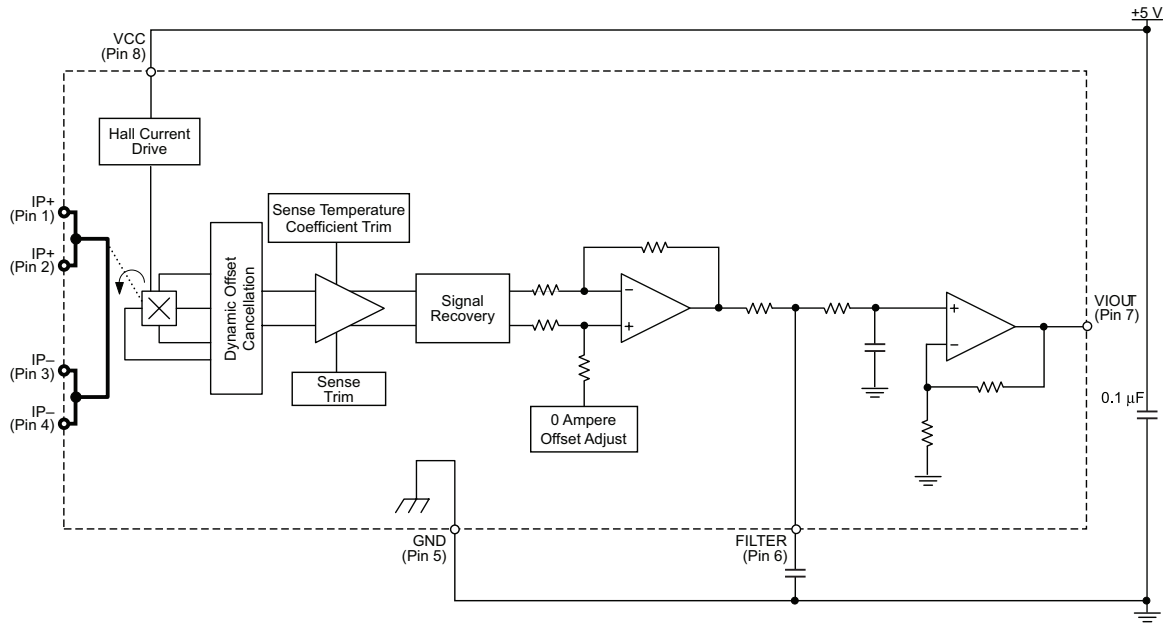 +5 V
VCC
(Pin 8)
Hall Current
Drive
IP+
(Pin 1)
IP+
(Pin 2)
IP–
(Pin 3)
IP–
(Pin 4)
Dynamic Offset
Cancellation
Sense Temperature
Coefficient Trim
Sense
Trim
Signal
Recovery
0 Ampere
Offset Adjust
–
+
+
–
VIOUT
(Pin 7)
0.1 µF
GND
(Pin 5)
FILTER
(Pin 6)